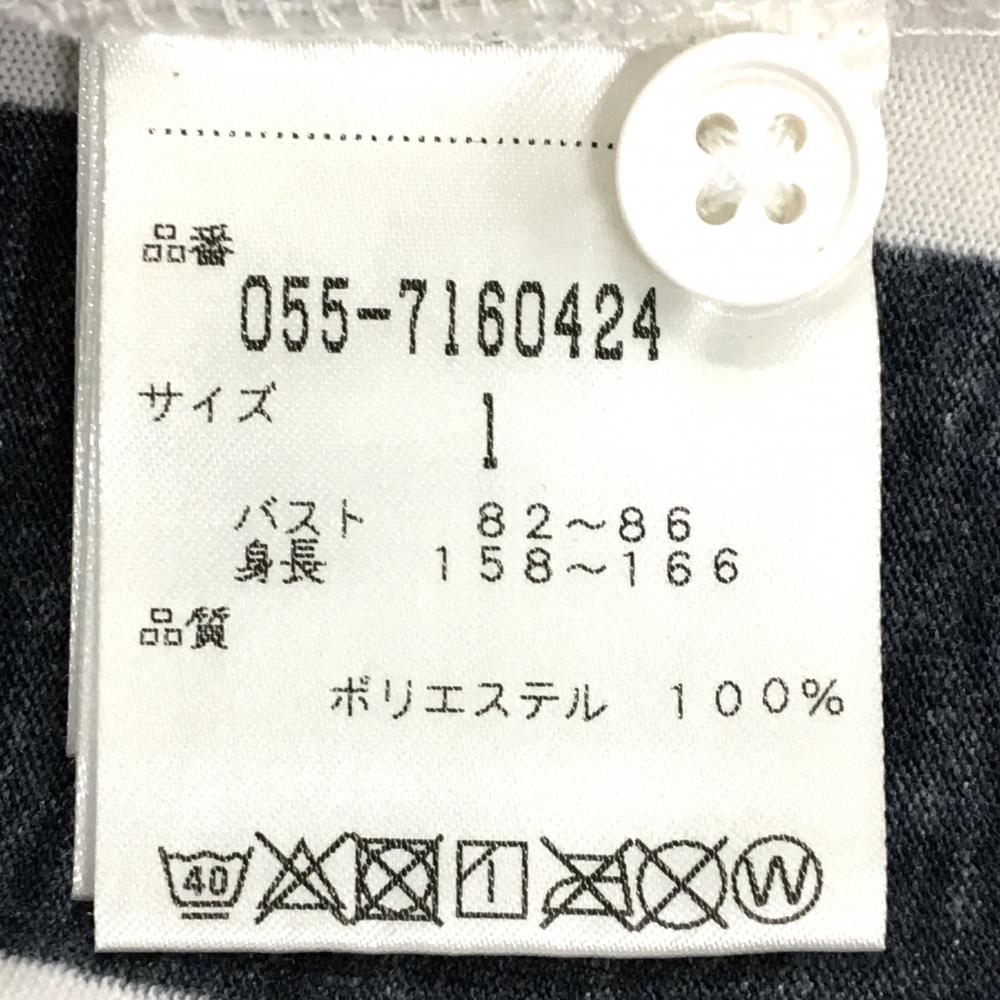 品番
055-7160424
サイズ 1
バスト 82～86
身長 158～166
品質
ポリエステル 100%
40 W